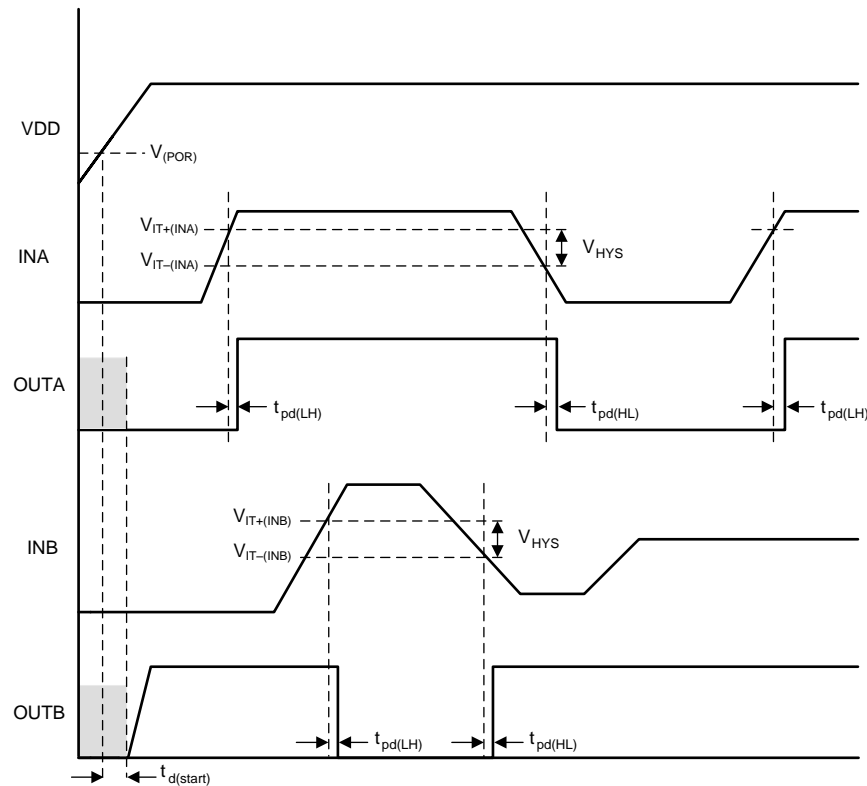 VDD
V(POR)
VIT+(INA)
INA
VIT–(INA)
VHYS
OUTA
tpd(LH)
tpd(HL)
tpd(LH)
VIT+(INB)
INB
VIT–(INB)
VHYS
OUTB
tpd(LH)
tpd(HL)
td(start)